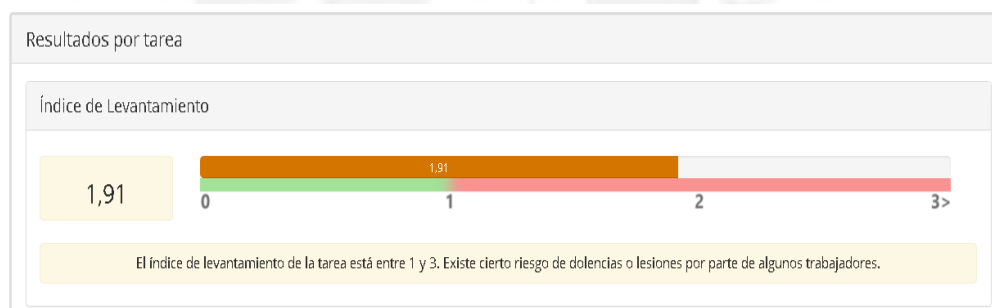 Resultados por tarea
Índice de Levantamiento
1,91
1,91
0 1 2 3>
El índice de levantamiento de la tarea está entre 1 y 3. Existe cierto riesgo de dolencias o lesiones por parte de algunos trabajadores.